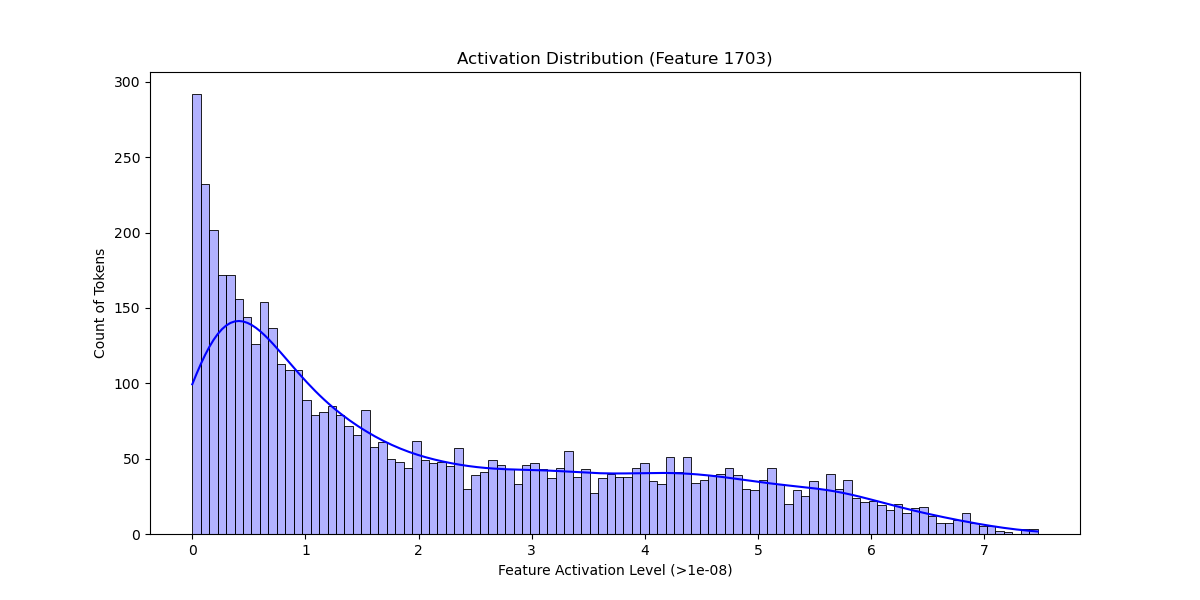 Activation Distribution (Feature 1703)
300
250
200
150
100
50
0
Count of Tokens
0 1 2 3 4 5 6 7
Feature Activation Level (>1e-08)